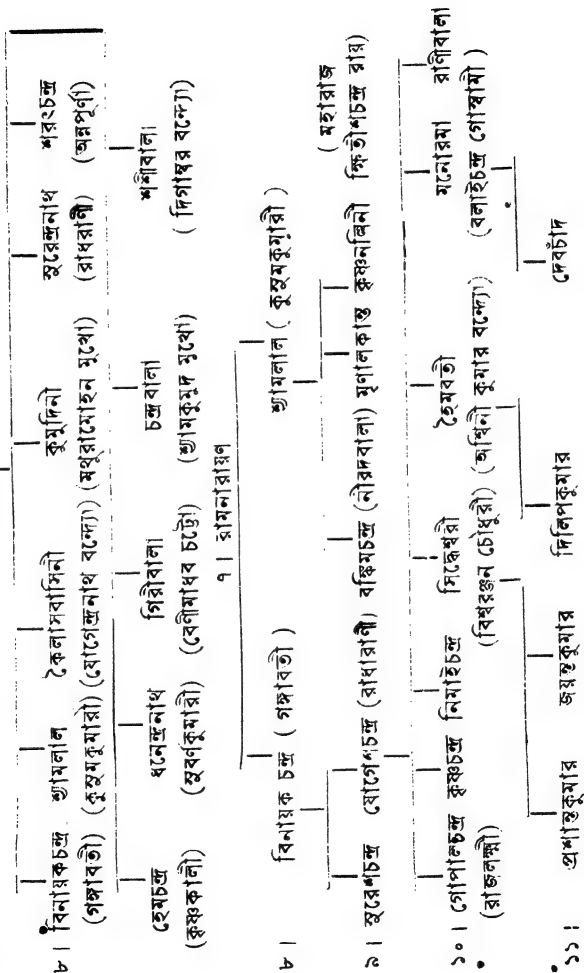 ৮। বিনায়কচন্দ্র শ্যামলাল কৈলাসবাসিনী কুমুদিনী সুরেন্দ্রনাথ শরৎচন্দ্র
(গঙ্গাবতী) (কুসুমকুমারী) (যোগেন্দ্রনাথ বন্দ্যো) (মথুরামোহন মুখো) (রাধারাণী) (অন্নপূর্ণা)
হেমচন্দ্র ধনেন্দ্রনাথ গিরীবালা চন্দ্রবালা শশীবালা
(কৃষ্ণকালী) (সুবর্ণকুমারী) (বেণীমাধব চট্টো) (শ্যামকুমুদ মুখো) (দিগাম্বর বন্দ্যো)
৭। রামনারায়ণ
৮। বিনায়ক চন্দ্র (গঙ্গাবতী) শ্যামলাল (কুসুমকুমারী)
(মহারাজ
৯। সুরেশচন্দ্র যোগেশচন্দ্র (রাধারাণী) বঙ্কিমচন্দ্র (নীরদবালা) মৃণালকান্ত কৃষ্ণনন্দিনী ক্ষিতীশচন্দ্র রায়)
১০। গোপালচন্দ্র কৃষ্ণচন্দ্র নিমাইচন্দ্র সিদ্ধেশ্বরী হৈমবতী মনোরমা রাণীবালা
(রাজলক্ষ্মী) (বিশ্বরঞ্জন চৌধুরী) (অশ্বিনী কুমার বন্দ্যো) (বলাইচন্দ্র গোস্বামী)
১১। প্রশান্তকুমার জয়ন্তকুমার দিলিপকুমার দেবচাঁদ